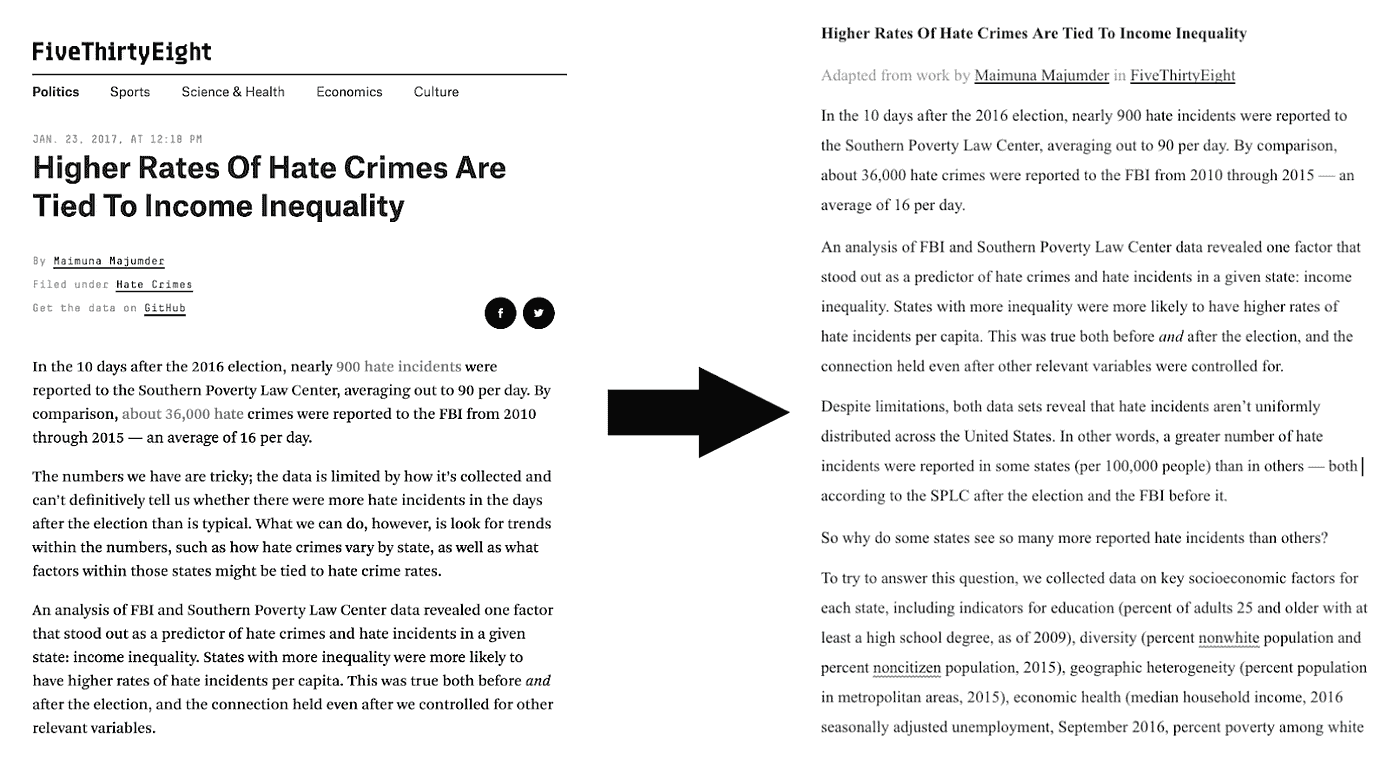 FiveThirtyEight
Politics Sports Science & Health Economics Culture
JAN. 23, 2017, AT 12:18 PM
Higher Rates Of Hate Crimes Are
Tied To Income Inequality
By Maimuna Majumder
Filed under Hate Crimes
Get the data on GitHub
In the 10 days after the 2016 election, nearly 900 hate incidents were
reported to the Southern Poverty Law Center, averaging out to 90 per day. By
comparison, about 36,000 hate crimes were reported to the FBI from 2010
through 2015 — an average of 16 per day.
The numbers we have are tricky; the data is limited by how it's collected and
can't definitively tell us whether there were more hate incidents in the days
after the election than is typical. What we can do, however, is look for trends
within the numbers, such as how hate crimes vary by state, as well as what
factors within those states might be tied to hate crime rates.
An analysis of FBI and Southern Poverty Law Center data revealed one factor
that stood out as a predictor of hate crimes and hate incidents in a given
state: income inequality. States with more inequality were more likely to
have higher rates of hate incidents per capita. This was true both before and
after the election, and the connection held even after we controlled for other
relevant variables.
Higher Rates Of Hate Crimes Are Tied To Income Inequality
Adapted from work by Maimuna Majumder in FiveThirtyEight
In the 10 days after the 2016 election, nearly 900 hate incidents were reported to
the Southern Poverty Law Center, averaging out to 90 per day. By comparison,
about 36,000 hate crimes were reported to the FBI from 2010 through 2015 — an
average of 16 per day.
An analysis of FBI and Southern Poverty Law Center data revealed one factor that
stood out as a predictor of hate crimes and hate incidents in a given state: income
inequality. States with more inequality were more likely to have higher rates of
hate incidents per capita. This was true both before and after the election, and the
connection held even after other relevant variables were controlled for.
Despite limitations, both data sets reveal that hate incidents aren't uniformly
distributed across the United States. In other words, a greater number of hate
incidents were reported in some states (per 100,000 people) than in others — both
according to the SPLC after the election and the FBI before it.
So why do some states see so many more reported hate incidents than others?
To try to answer this question, we collected data on key socioeconomic factors for
each state, including indicators for education (percent of adults 25 and older with at
least a high school degree, as of 2009), diversity (percent nonwhite population and
percent noncitizen population, 2015), geographic heterogeneity (percent population
in metropolitan areas, 2015), economic health (median household income, 2016
seasonally adjusted unemployment, September 2016, percent poverty among white